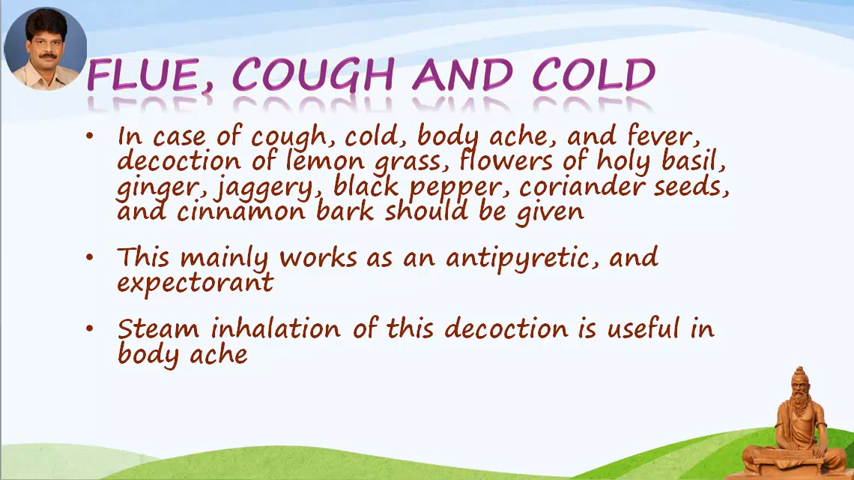 FLUE, COUGH AND COLD
• In case of cough, cold, body ache, and fever,
decoction of lemon grass, flowers of holy basil,
ginger, jaggery, black pepper, coriander seeds,
and cinnamon bark should be given
• This mainly works as an antipyretic, and
expectorant
• Steam inhalation of this decoction is useful in
body ache